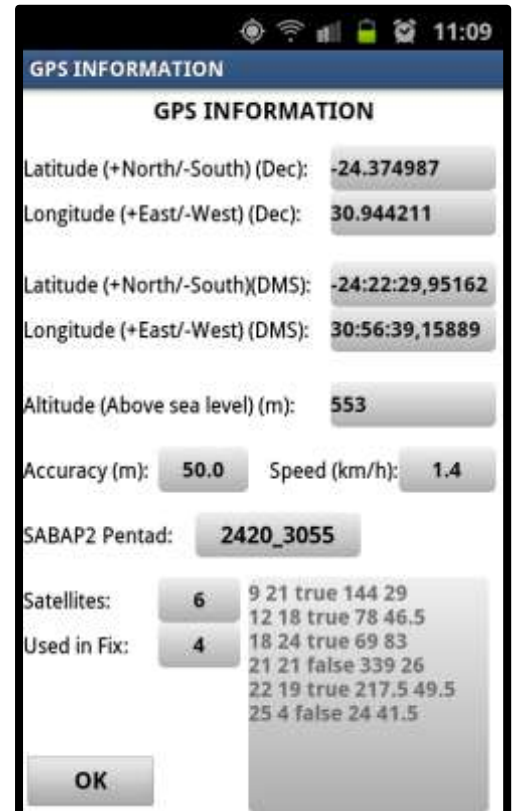 11:09
GPS INFORMATION
GPS INFORMATION
Latitude (+North/-South) (Dec): -24.374987
Longitude (+East/-West) (Dec): 30.944211
Latitude (+North/-South)(DMS): -24:22:29,95162
Longitude (+East/-West) (DMS): 30:56:39,15889
Altitude (Above sea level) (m): 553
Accuracy (m): 50.0 Speed (km/h): 1.4
SABAP2 Pentad: 2420_3055
Satellites: 6
Used in Fix: 4
9 21 true 144 29
12 18 true 78 46.5
18 24 true 69 83
21 21 false 339 26
22 19 true 217.5 49.5
25 4 false 24 41.5
OK